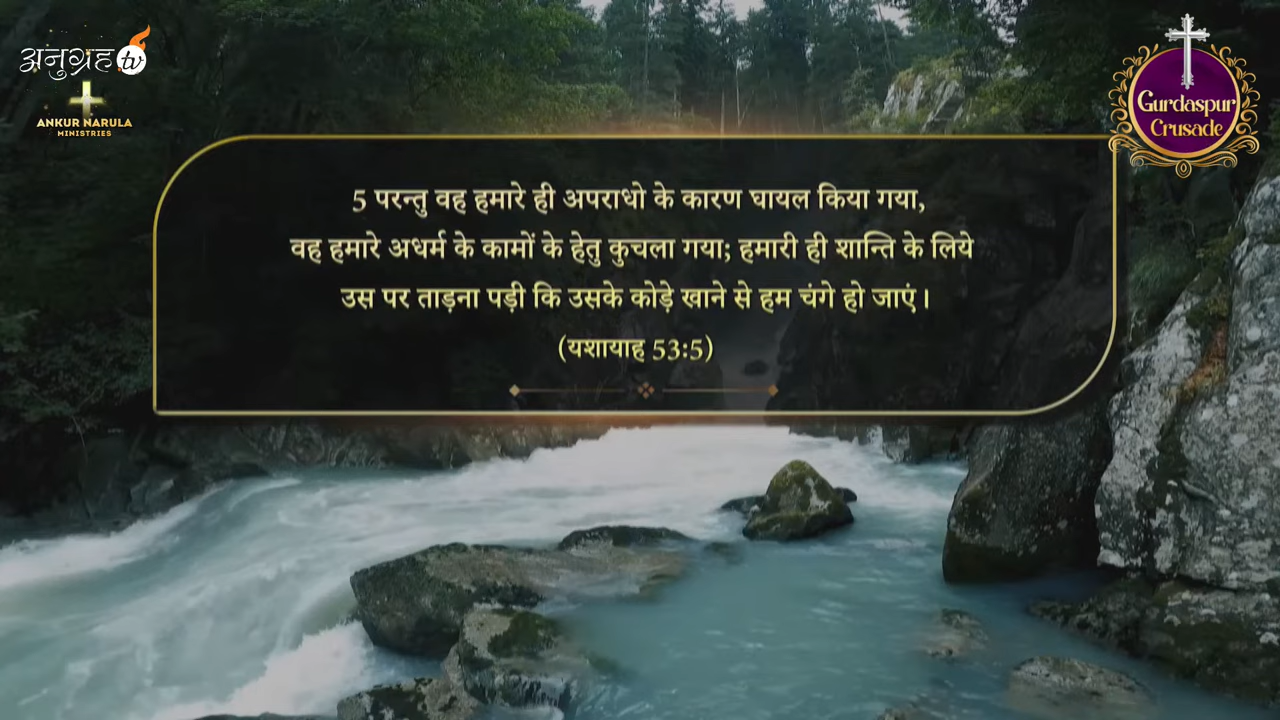 अनुग्रह tv
ANKUR NARULA
MINISTRIES
Gurdaspur
Crusade
5 परन्तु वह हमारे ही अपराधो के कारण घायल किया गया,
वह हमारे अधर्म के कामों के हेतु कुचला गया; हमारी ही शान्ति के लिये
उस पर ताड़ना पड़ी कि उसके कोड़े खाने से हम चंगे हो जाएं।
(यशायाह 53:5)